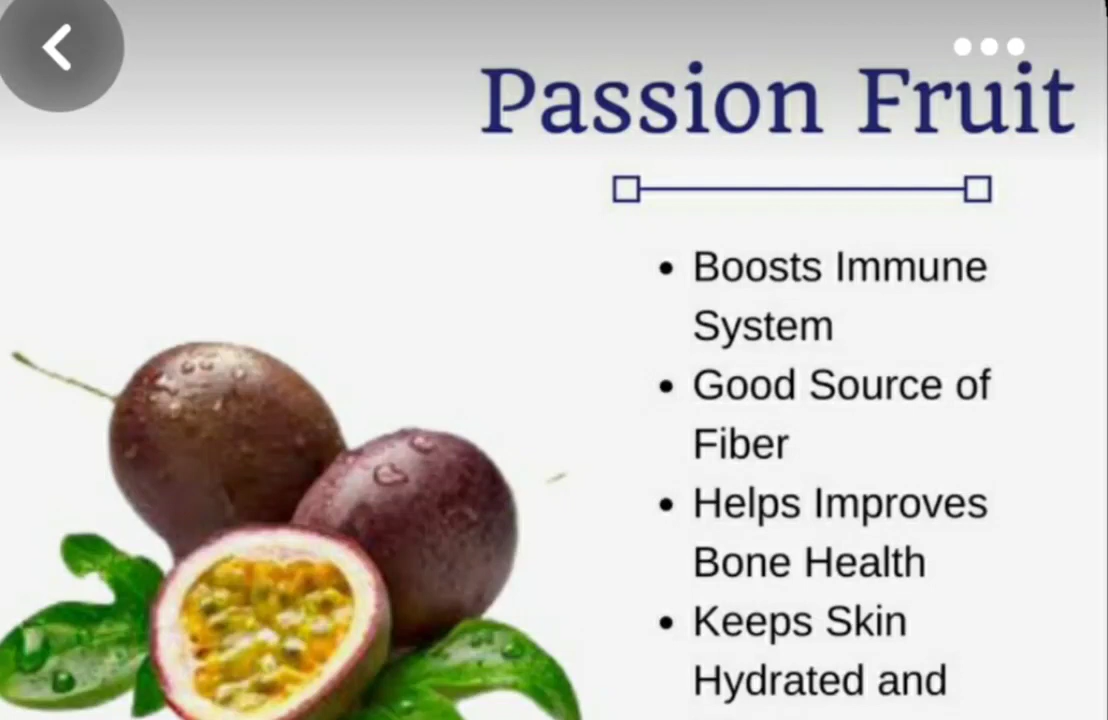 Passion Fruit
• Boosts Immune
System
• Good Source of
Fiber
• Helps Improves
Bone Health
• Keeps Skin
Hydrated and